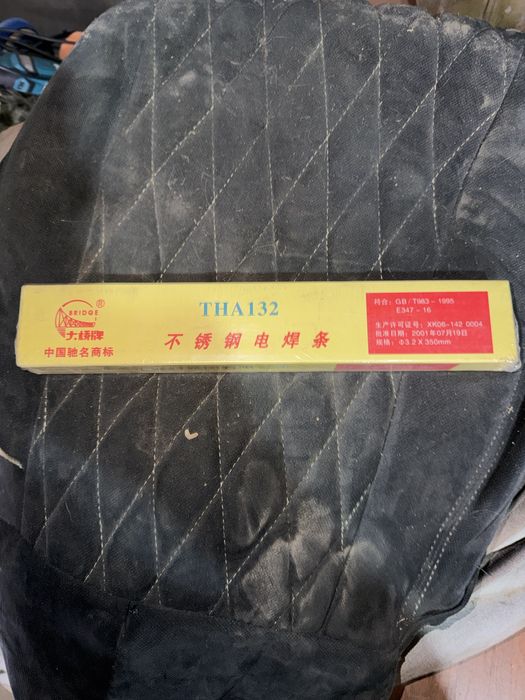 BRIDGE
®
大桥牌
中国驰名商标
THA132
不锈钢电焊条
符合：GB／T983－1995
E347－16
生产许可证号：XK06-142 0004
批准日期：2001年07月19日
规格：Φ3.2×350mm